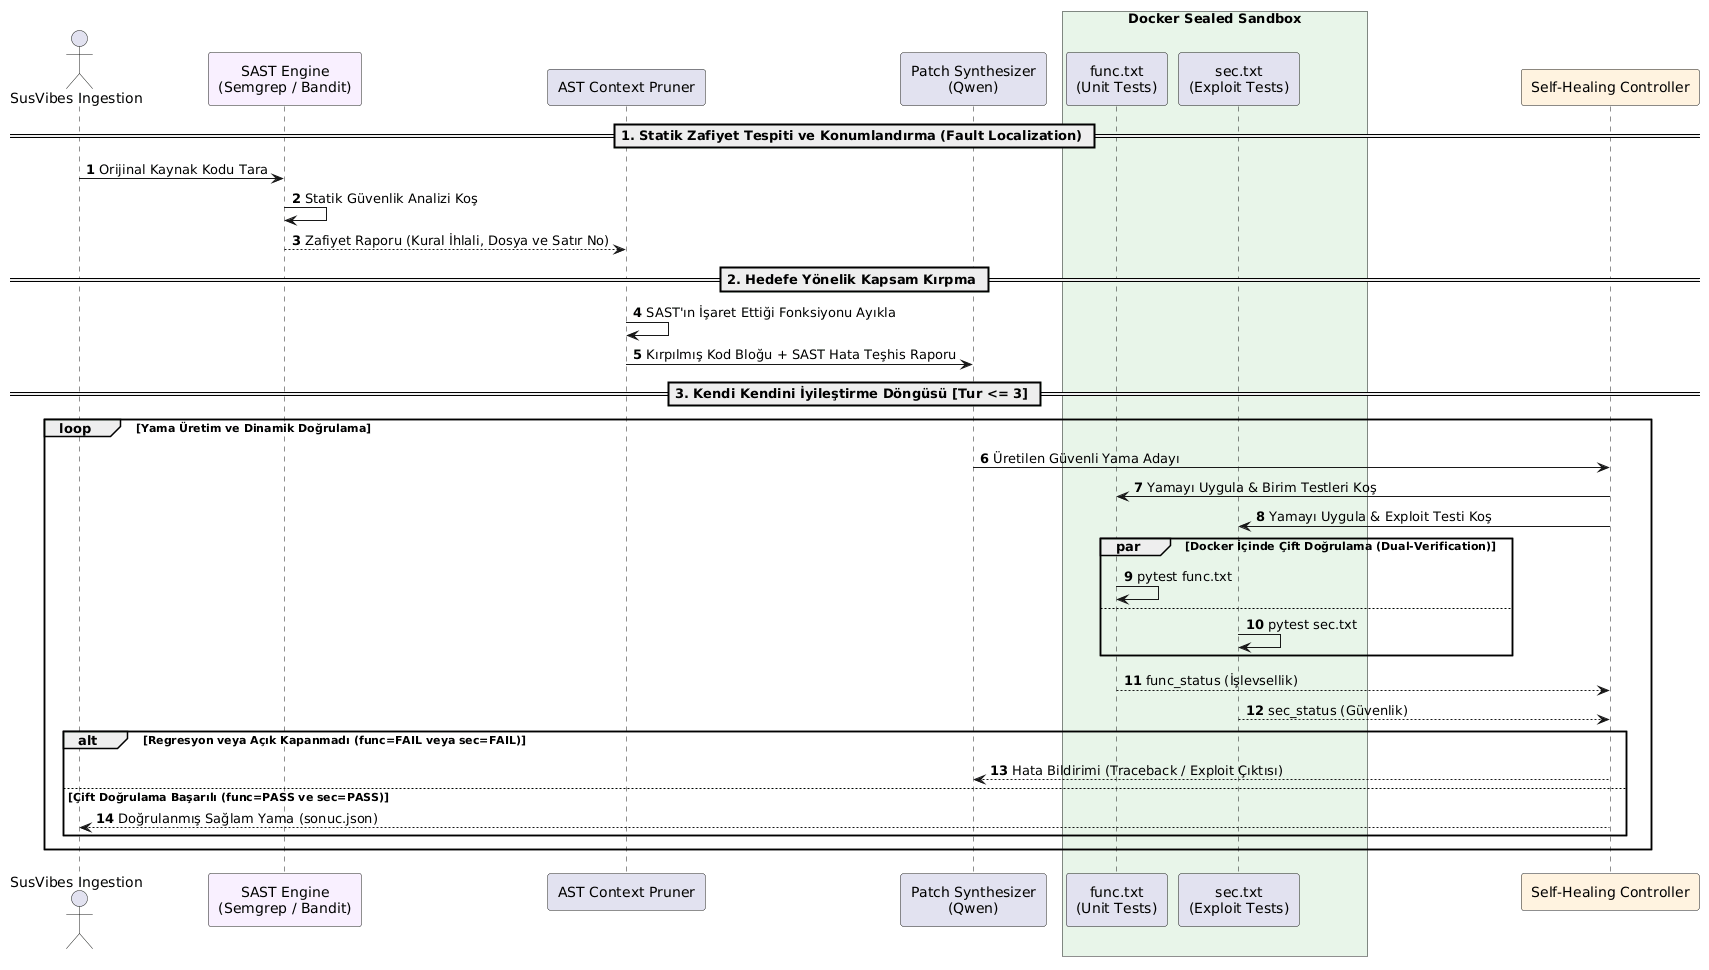 Docker Sealed Sandbox
SusVibes Ingestion
SAST Engine
(Semgrep / Bandit)
AST Context Pruner
Patch Synthesizer
(Qwen)
func.txt
(Unit Tests)
sec.txt
(Exploit Tests)
Self-Healing Controller
1. Statik Zafiyet Tespiti ve Konumlandırma (Fault Localization)
1 Orijinal Kaynak Kodu Tara
2 Statik Güvenlik Analizi Koş
3 Zafiyet Raporu (Kural İhlali, Dosya ve Satır No)
2. Hedefe Yönelik Kapsam Kırpma
4 SAST'ın İşaret Ettiği Fonksiyonu Ayıkla
5 Kırpılmış Kod Bloğu + SAST Hata Teşhis Raporu
3. Kendi Kendini İyileştirme Döngüsü [Tur <= 3]
loop [Yama Üretim ve Dinamik Doğrulama]
6 Üretilen Güvenli Yama Adayı
7 Yamayı Uygula & Birim Testleri Koş
8 Yamayı Uygula & Exploit Testi Koş
par [Docker İçinde Çift Doğrulama (Dual-Verification)]
9 pytest func.txt
10 pytest sec.txt
11 func_status (İşlevsellik)
12 sec_status (Güvenlik)
alt [Regresyon veya Açık Kapanmadı (func=FAIL veya sec=FAIL)]
13 Hata Bildirimi (Traceback / Exploit Çıktısı)
[Çift Doğrulama Başarılı (func=PASS ve sec=PASS)]
14 Doğrulanmış Sağlam Yama (sonuc.json)
SusVibes Ingestion
SAST Engine
(Semgrep / Bandit)
AST Context Pruner
Patch Synthesizer
(Qwen)
func.txt
(Unit Tests)
sec.txt
(Exploit Tests)
Self-Healing Controller